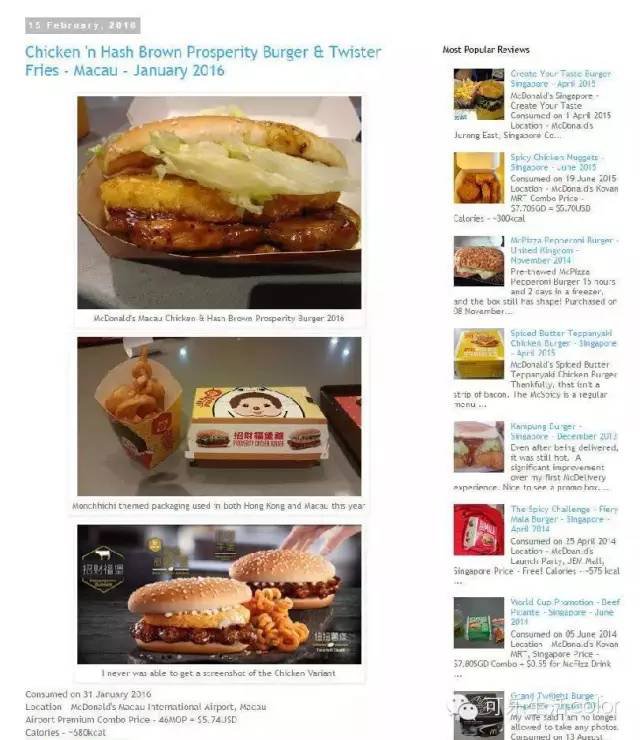 15 February, 2016
Chicken 'n Hash Brown Prosperity Burger & Twister
Fries - Macau - January 2016
McDonald's Macau Chicken & Hash Brown Prosperity Burger 2016
招財福堡雞
PROSPERITY CHICKEN BURGER
Monchhichi themed packaging used in both Hong Kong and Macau this year
招財福堡
扭扭薯條
I never was able to get a screenshot of the Chicken Variant
Consumed on 31 January 2016
Location - McDonald's Macau International Airport, Macau
Airport Premium Combo Price - 46MOP = $5.74USD
Calories - ~580kcal
Most Popular Reviews
Create Your Taste Burger
Singapore - April 2015
McDonald's Singapore -
Create Your Taste
Consumed on 1 April 2015
Location - McDonald's
Jurong East, Singapore Co...
Spicy Chicken Nuggets -
Singapore - June 2015
Consumed on 19 June 2015
Location - McDonald's Kovan
MRT Combo Price -
$7.70SGD = $5.70USD
Calories - ~300kcal
McPizza Pepperoni Burger -
United Kingdom -
November 2014
Pre-thawed McPizza
Pepperoni Burger 15 hours
and 2 days in a freezer,
and the box still has shape! Purchased on
08 November...
Spiced Butter Teppanyaki
Chicken Burger - Singapore
- April 2015
McDonald's Spiced Butter
Teppanyaki Chicken Burger
Thankfully, that isn't a
strip of bacon. The McSpicy is a regular
menu ...
Kampung Burger -
Singapore - December 2013
Even after being delivered,
it was still hot. A
significant improvement
over my first McDelivery
experience. Nice to see a promo box. ...
The Spicy Challenge - Fiery
Mala Burger - Singapore -
April 2014
Consumed on 25 April 2014
Location - McDonald's
Launch Party, JEM Mall,
Singapore Price - Free! Calories - ~575 kcal
...
World Cup Promotion - Beef
Picante - Singapore - June
2014
Consumed on 05 June 2014
Location - McDonald's
MRT, Singapore Price -
$7.80SGD Combo + $0.55 for McFizz Drink
...
My wife said I am no longer
allowed to take any photos.
Consumed on 13 August
color